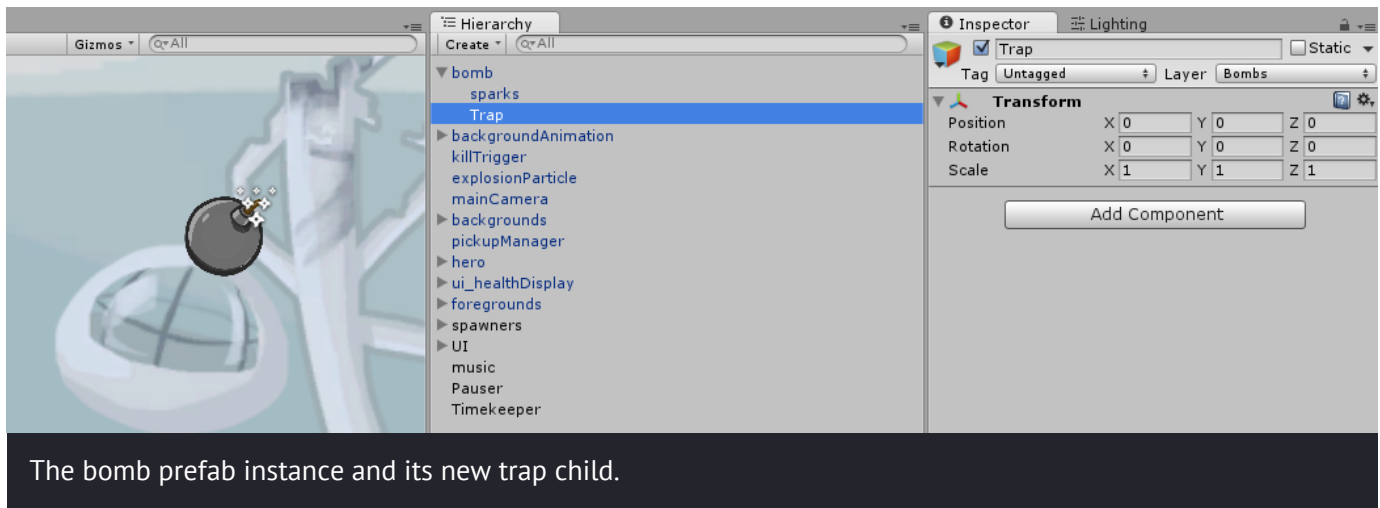 Gizmos All
Hierarchy
Create All
bomb
sparks
Trap
backgroundAnimation
killTrigger
explosionParticle
mainCamera
backgrounds
pickupManager
hero
ui_healthDisplay
foregrounds
spawners
UI
music
Pauser
Timekeeper
Inspector Lighting
Trap Static
Tag Untagged Layer Bombs
Transform
Position X 0 Y 0 Z 0
Rotation X 0 Y 0 Z 0
Scale X 1 Y 1 Z 1
Add Component
The bomb prefab instance and its new trap child.